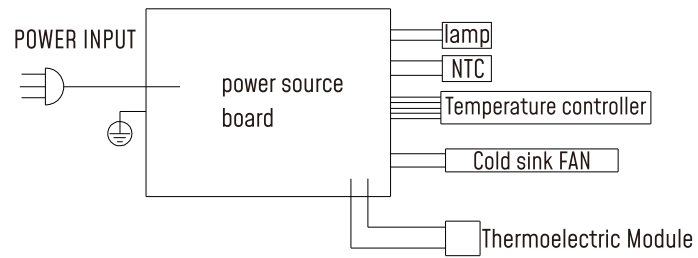 POWER INPUT
power source
board
lamp
NTC
Temperature controller
Cold sink FAN
Thermoelectric Module